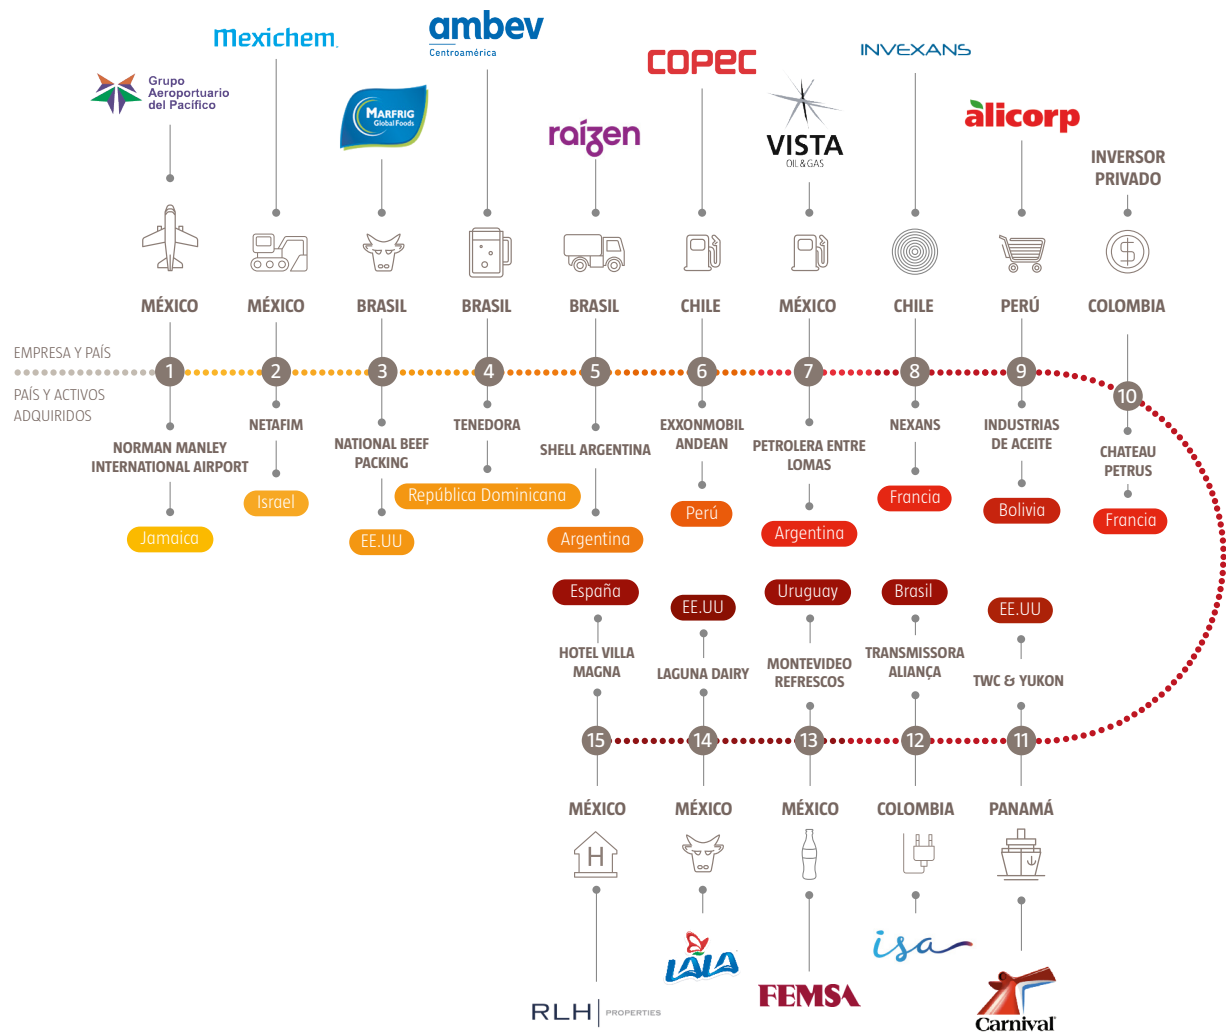 Grupo
Aeroportuario
del Pacífico
mexichem.
MARFRIG
Global Foods
ambev
Centroamérica
raízen
COPEC
VISTA
OIL & GAS
INVEXANS
alicorp
INVERSOR
PRIVADO
$
MÉXICO
MÉXICO
BRASIL
BRASIL
BRASIL
CHILE
MÉXICO
CHILE
PERÚ
COLOMBIA
EMPRESA Y PAÍS
1
2
3
4
5
6
7
8
9
10
PAÍS Y ACTIVOS
ADQUIRIDOS
NORMAN MANLEY
INTERNATIONAL AIRPORT
Jamaica
NETAFIM
Israel
NATIONAL BEEF
PACKING
EE.UU
TENEDORA
República Dominicana
SHELL ARGENTINA
Argentina
EXXONMOBIL
ANDEAN
Perú
PETROLERA ENTRE
LOMAS
Argentina
NEXANS
Francia
INDUSTRIAS
DE ACEITE
Bolivia
CHATEAU
PETRUS
Francia
España
HOTEL VILLA
MAGNA
EE.UU
LAGUNA DAIRY
Uruguay
MONTEVIDEO
REFRESCOS
Brasil
TRANSMISSORA
ALIANÇA
EE.UU
TWC & YUKON
15
14
13
12
11
MÉXICO
MÉXICO
MÉXICO
COLOMBIA
PANAMÁ
H
RLH PROPERTIES
LALA
FEMSA
isa
Carnival